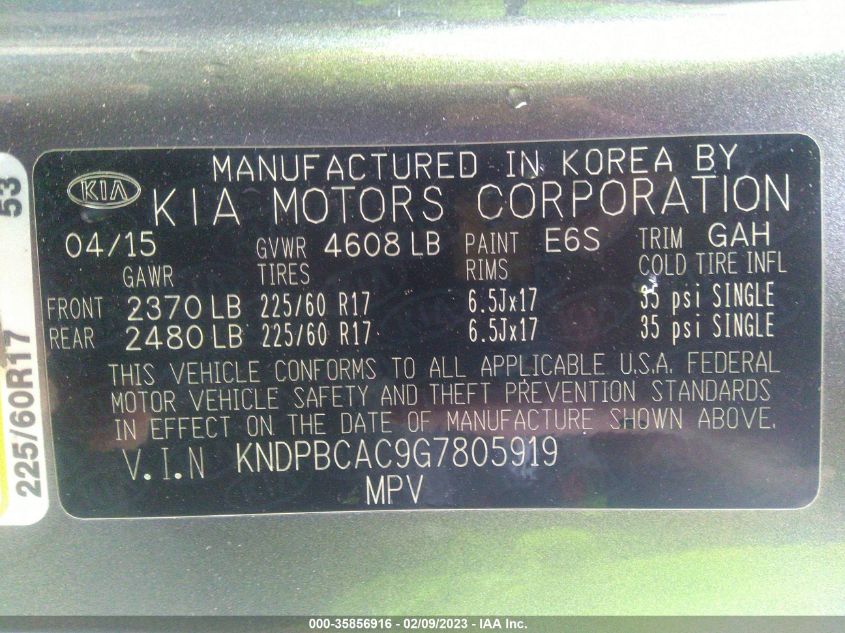 MANUFACTURED IN KOREA BY
KIA KIA MOTORS CORPORATION
04/15 GVWR 4608 LB PAINT E6S TRIM GAH
GAWR TIRES RIMS COLD TIRE INFL
FRONT 2370 LB 225/60 R17 6.5Jx17 35 psi SINGLE
REAR 2480 LB 225/60 R17 6.5Jx17 35 psi SINGLE
THIS VEHICLE CONFORMS TO ALL APPLICABLE U.S.A. FEDERAL
MOTOR VEHICLE SAFETY AND THEFT PREVENTION STANDARDS
IN EFFECT ON THE DATE OF MANUFACTURE SHOWN ABOVE.
V.I.N KNDPBCAC9G7805919
MPV
225/60R17 53
000-35856916 - 02/09/2023 - IAA Inc.